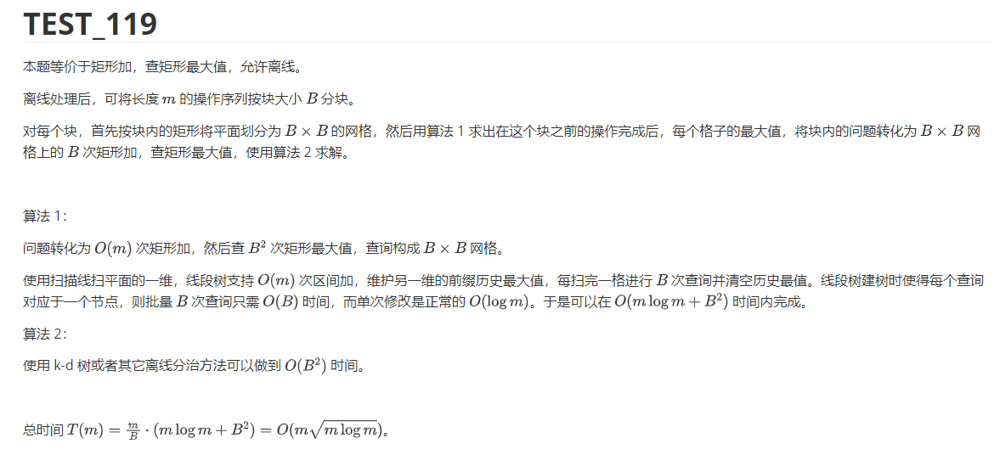 TEST_119
本题等价于矩形加，查矩形最大值，允许离线。
离线处理后，可将长度 m 的操作序列按块大小 B 分块。
对每个块，首先按块内的矩形将平面划分为 B × B 的网格，然后用算法 1 求出在这个块之前的操作完成后，每个格子的最大值，将块内的问题转化为 B × B 网
格上的 B 次矩形加，查矩形最大值，使用算法 2 求解。
算法 1：
问题转化为 O(m) 次矩形加，然后查 B² 次矩形最大值，查询构成 B × B 网格。
使用扫描线扫平面的一维，线段树支持 O(m) 次区间加，维护另一维的前缀历史最大值，每扫完一格进行 B 次查询并清空历史最值。线段树建树时使得每个查询
对应于一个节点，则批量 B 次查询只需 O(B) 时间，而单次修改是正常的 O(log m)。于是可以在 O(m log m + B²) 时间内完成。
算法 2：
使用 k-d 树或者其它离线分治方法可以做到 O(B²) 时间。
总时间 T(m) = m/B · (m log m + B²) = O(m√(m log m))。